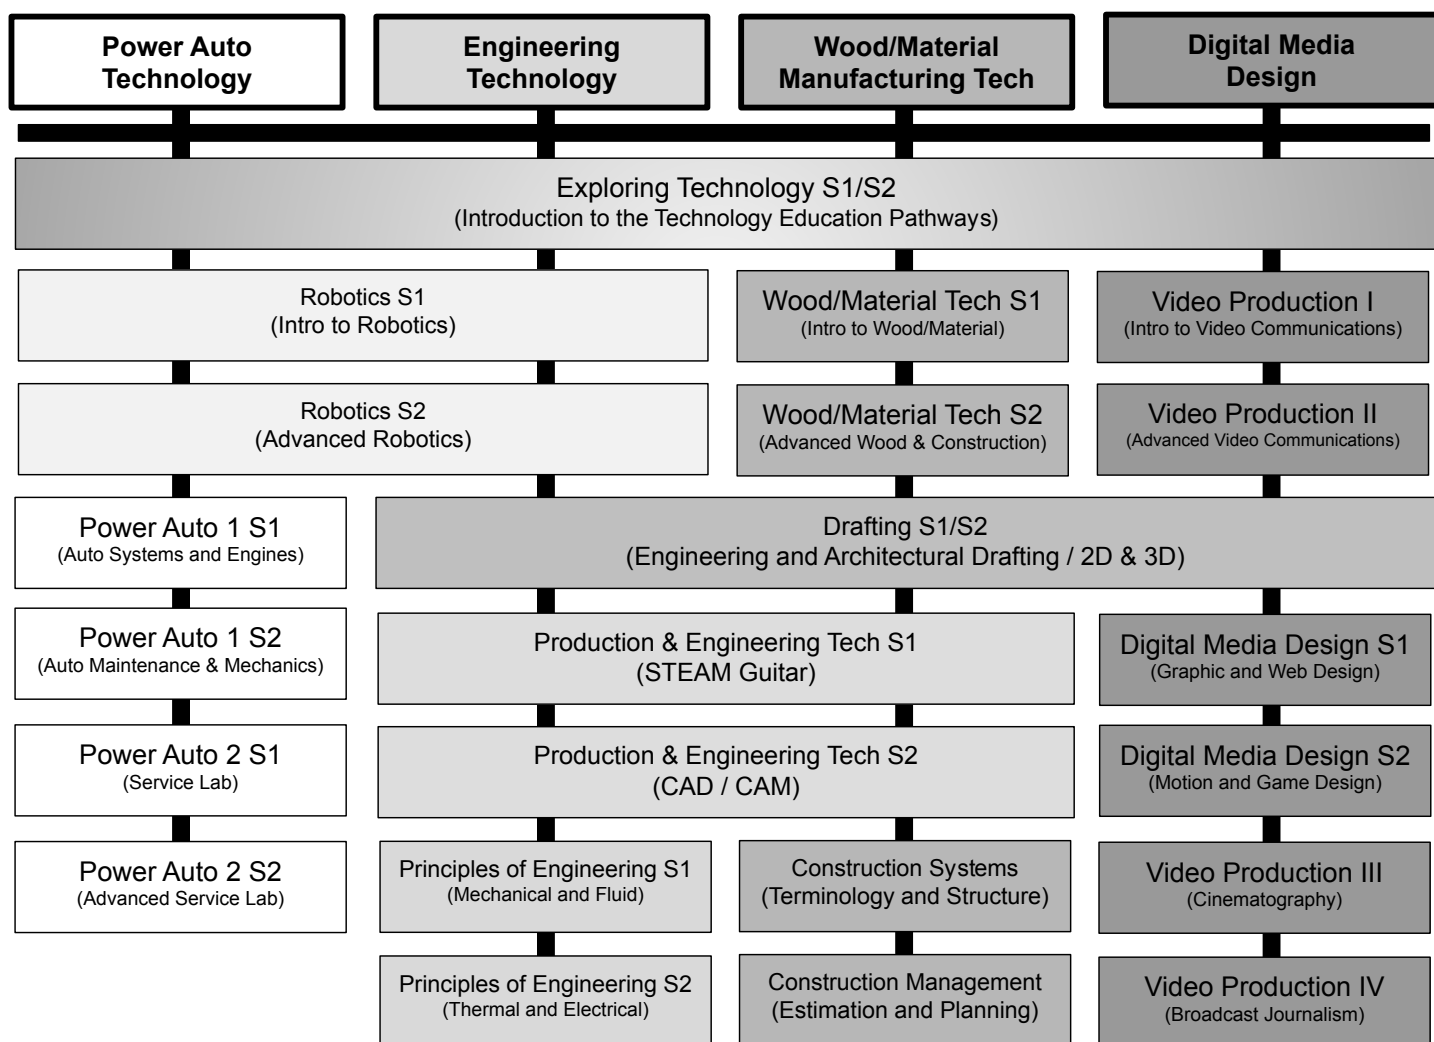 Power Auto
Technology
Engineering
Technology
Wood/Material
Manufacturing Tech
Digital Media
Design
Exploring Technology S1/S2
(Introduction to the Technology Education Pathways)
Robotics S1
(Intro to Robotics)
Wood/Material Tech S1
(Intro to Wood/Material)
Video Production I
(Intro to Video Communications)
Robotics S2
(Advanced Robotics)
Wood/Material Tech S2
(Advanced Wood & Construction)
Video Production II
(Advanced Video Communications)
Power Auto 1 S1
(Auto Systems and Engines)
Drafting S1/S2
(Engineering and Architectural Drafting / 2D & 3D)
Power Auto 1 S2
(Auto Maintenance & Mechanics)
Production & Engineering Tech S1
(STEAM Guitar)
Digital Media Design S1
(Graphic and Web Design)
Power Auto 2 S1
(Service Lab)
Production & Engineering Tech S2
(CAD / CAM)
Digital Media Design S2
(Motion and Game Design)
Power Auto 2 S2
(Advanced Service Lab)
Principles of Engineering S1
(Mechanical and Fluid)
Construction Systems
(Terminology and Structure)
Video Production III
(Cinematography)
Principles of Engineering S2
(Thermal and Electrical)
Construction Management
(Estimation and Planning)
Video Production IV
(Broadcast Journalism)